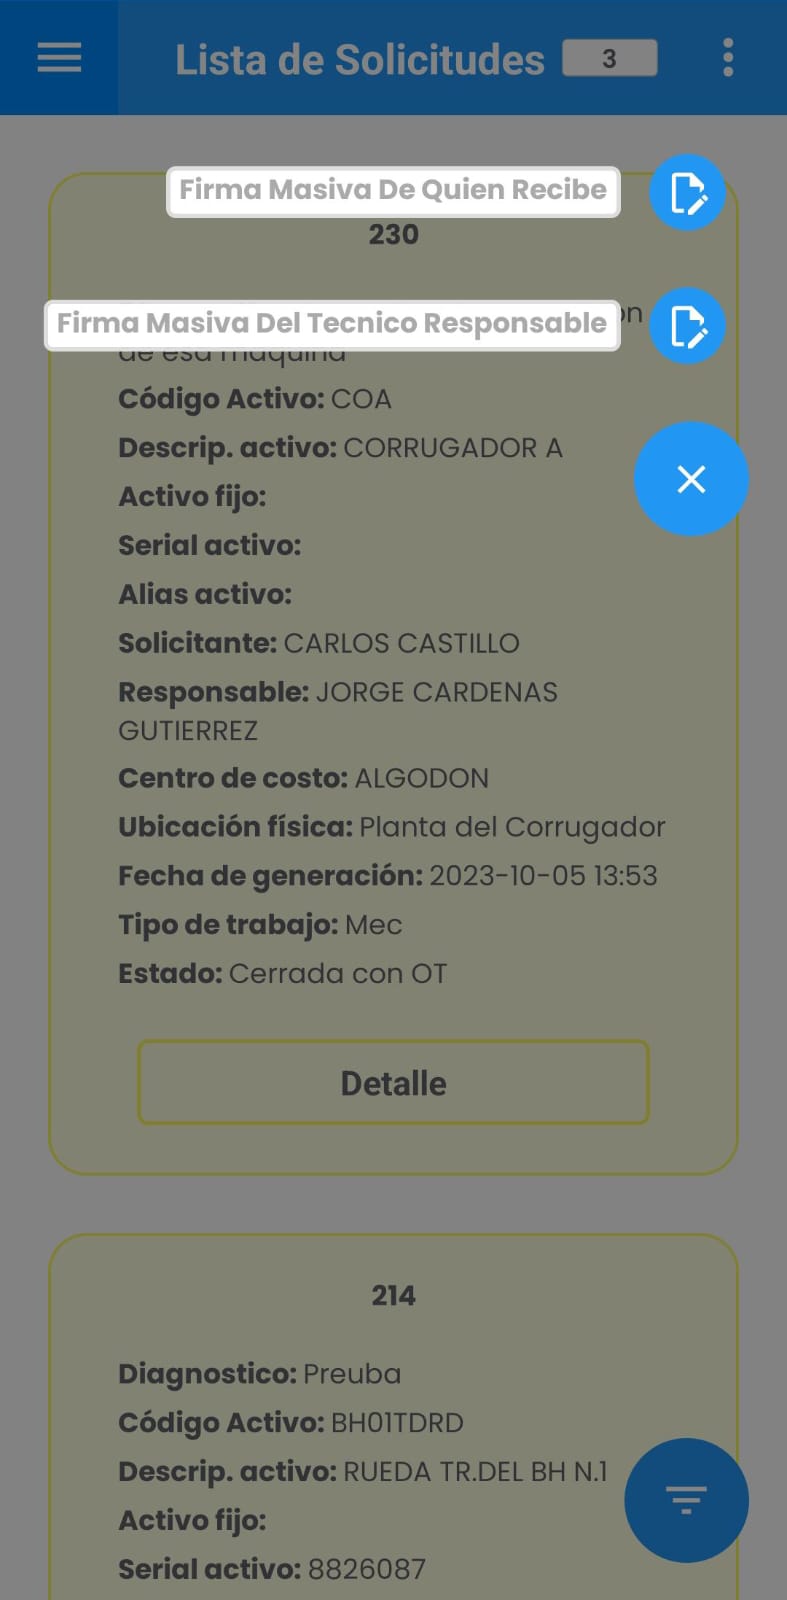 Lista de Solicitudes 3
Firma Masiva De Quien Recibe
230
Firma Masiva Del Tecnico Responsable
de esa maquina
Código Activo: COA
Descrip. activo: CORRUGADOR A
Activo fijo:
Serial activo:
Alias activo:
Solicitante: CARLOS CASTILLO
Responsable: JORGE CARDENAS
GUTIERREZ
Centro de costo: ALGODON
Ubicación física: Planta del Corrugador
Fecha de generación: 2023-10-05 13:53
Tipo de trabajo: Mec
Estado: Cerrada con OT
Detalle
214
Diagnostico: Preuba
Código Activo: BH01TDRD
Descrip. activo: RUEDA TR.DEL BH N.1
Activo fijo:
Serial activo: 8826087